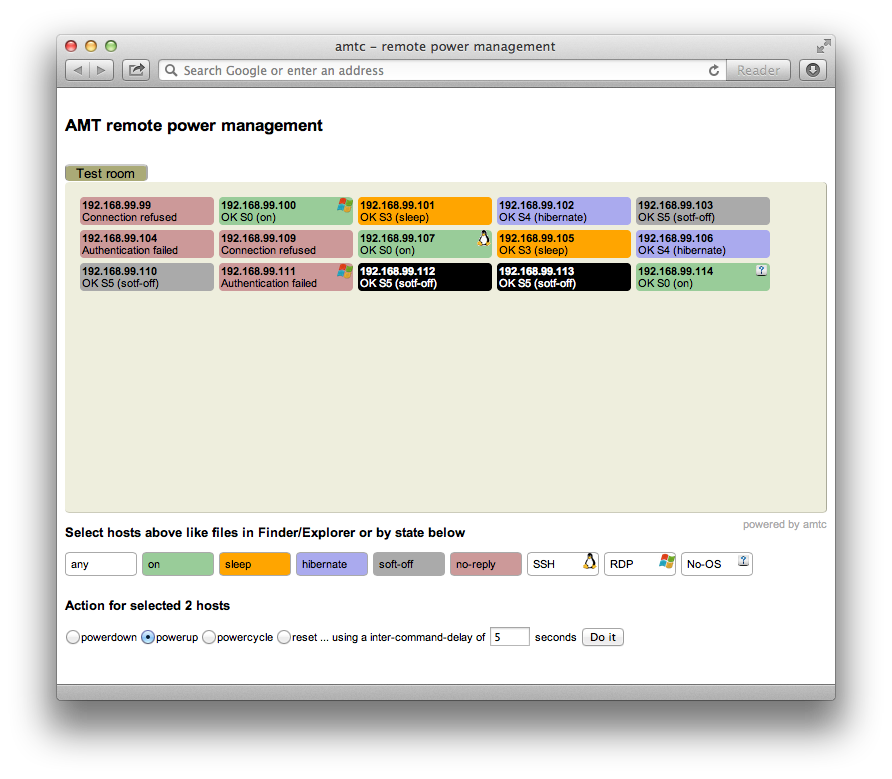 amtc - remote power management
Search Google or enter an address
Reader
AMT remote power management
Test room
192.168.99.99
Connection refused
192.168.99.100
OK S0 (on)
192.168.99.101
OK S3 (sleep)
192.168.99.102
OK S4 (hibernate)
192.168.99.103
OK S5 (sotf-off)
192.168.99.104
Authentication failed
192.168.99.109
Connection refused
192.168.99.107
OK S0 (on)
192.168.99.105
OK S3 (sleep)
192.168.99.106
OK S4 (hibernate)
192.168.99.110
OK S5 (sotf-off)
192.168.99.111
Authentication failed
192.168.99.112
OK S5 (sotf-off)
192.168.99.113
OK S5 (sotf-off)
192.168.99.114
OK S0 (on)
?
powered by amtc
Select hosts above like files in Finder/Explorer or by state below
any on sleep hibernate soft-off no-reply SSH RDP No-OS ?
Action for selected 2 hosts
powerdown powerup powercycle reset ... using a inter-command-delay of 5 seconds Do it